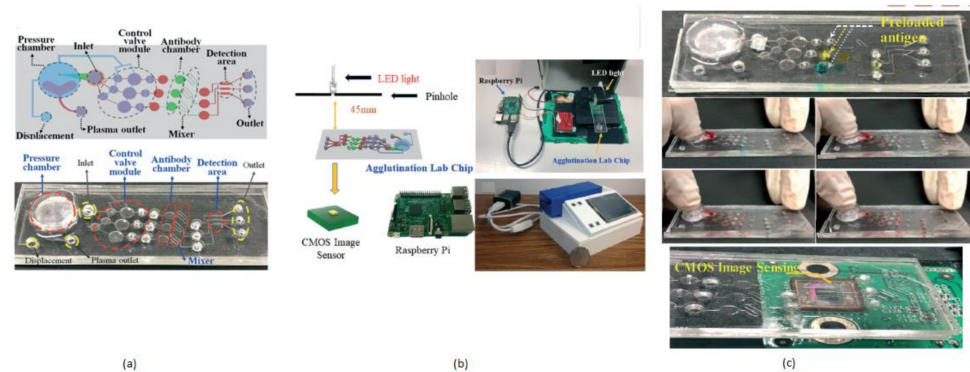 Pressure
chamber
Inlet
Control
valve
module
Antibody
chamber
Detection
area
Displacement
Plasma outlet
Mixer
Outlet
Pressure
chamber
Inlet
Control
valve
module
Antibody
chamber
Detection
area
Outlet
Displacement
Plasma outlet
Mixer
(a)
LED light
Pinhole
45mm
Agglutination Lab Chip
CMOS Image
Sensor
Raspberry Pi
Raspberry Pi
LED light
Agglutination Lab Chip
(b)
Preloaded
antigen
CMOS Image Sensing
(c)